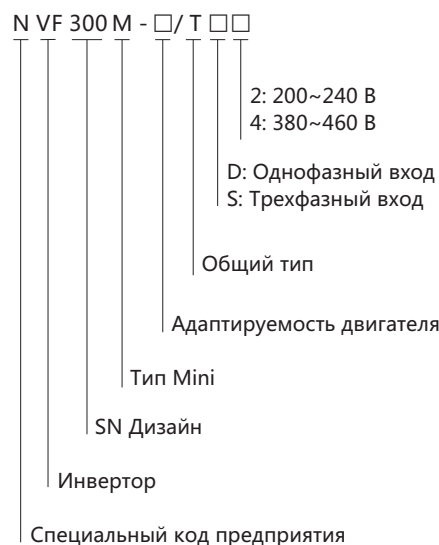 N VF 300 M - □/ T □ □
2: 200~240 В
4: 380~460 В
D: Однофазный вход
S: Трехфазный вход
Общий тип
Адаптируемость двигателя
Тип Mini
SN Дизайн
Инвертор
Специальный код предприятия